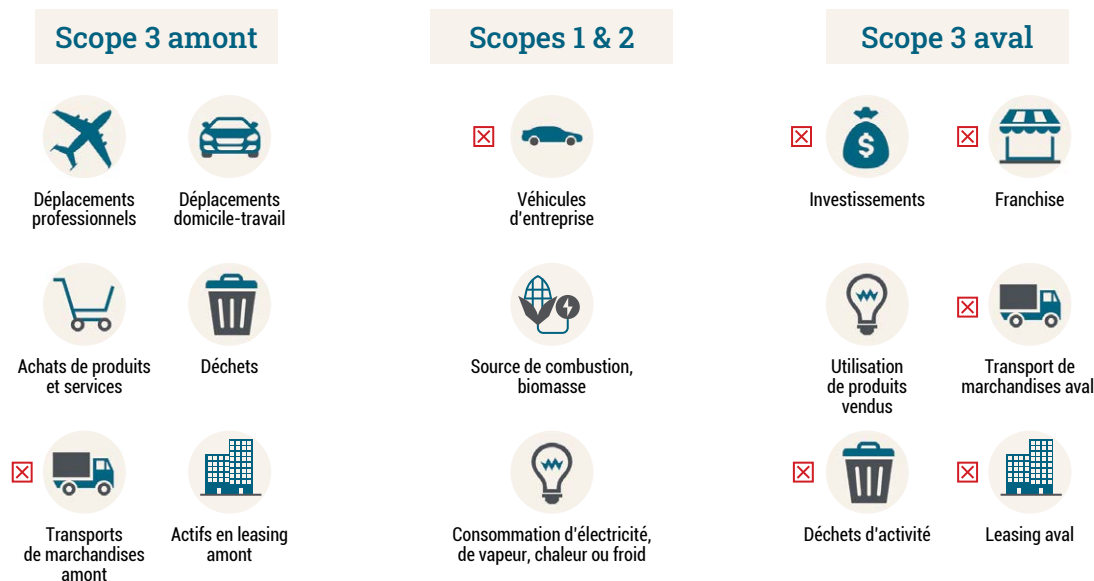 Scope 3 amont
Déplacements
professionnels
Déplacements
domicile-travail
Achats de produits
et services
Déchets
Transports
de marchandises
amont
Actifs en leasing
amont
Scopes 1 & 2
Véhicules
d'entreprise
Source de combustion,
biomasse
Consommation d'électricité,
de vapeur, chaleur ou froid
Scope 3 aval
$
Investissements
Franchise
Utilisation
de produits
vendus
Transport de
marchandises aval
Déchets d'activité
Leasing aval